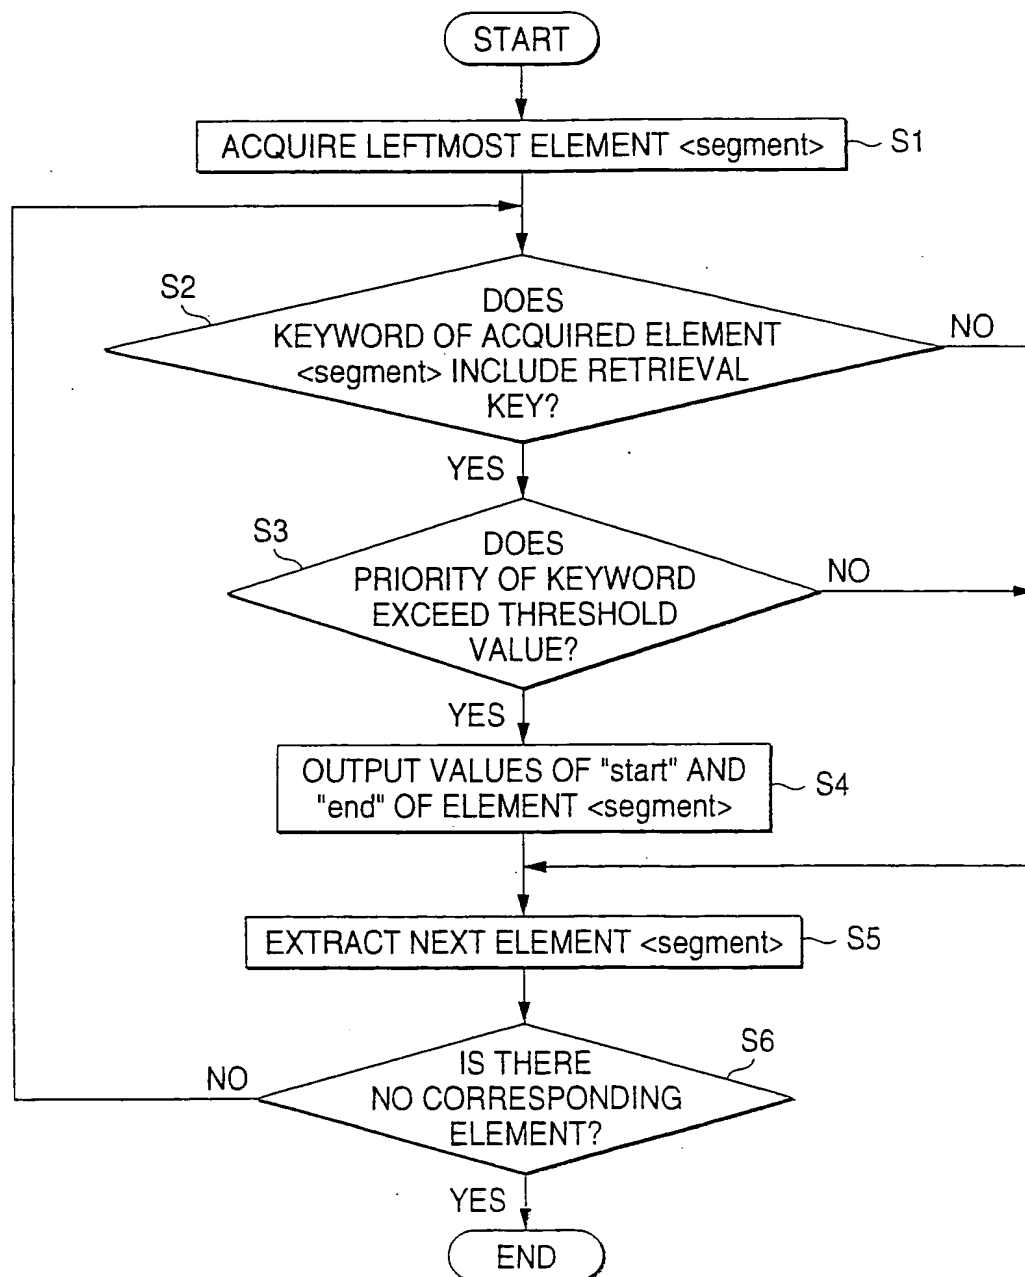 START
ACQUIRE LEFTMOST ELEMENT <segment>
S1
S2
DOES
KEYWORD OF ACQUIRED ELEMENT
<segment> INCLUDE RETRIEVAL
KEY?
NO
YES
S3
DOES
PRIORITY OF KEYWORD
EXCEED THRESHOLD
VALUE?
NO
YES
OUTPUT VALUES OF "start" AND
"end" OF ELEMENT <segment>
S4
EXTRACT NEXT ELEMENT <segment>
S5
S6
IS THERE
NO CORRESPONDING
ELEMENT?
NO
YES
END